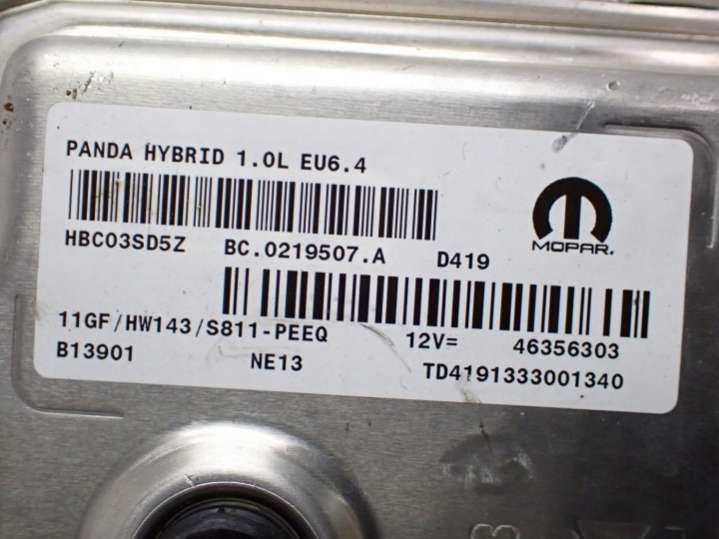 PANDA HYBRID 1.0L EU6.4
HBC03SD5Z BC.0219507.A D419
MOPAR.
11GF/HW143/S811-PEEQ 12V= 46356303
B13901 NE13 TD4191333001340
3